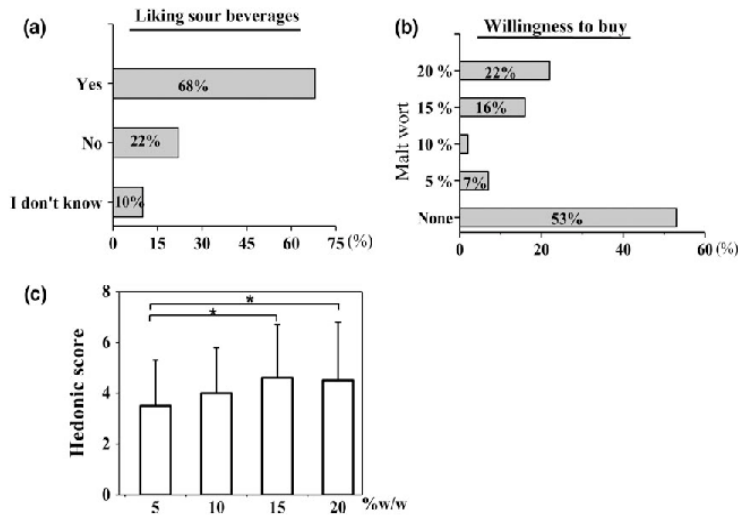 (a)
Liking sour beverages
Yes
68%
No
22%
I don't know
10%
0 15 30 45 60 75 (%)
(b)
Willingness to buy
Malt wort
20 %
22%
15 %
16%
10 %
5 %
7%
None
53%
0 20 40 60 (%)
(c)
Hedonic score
8
6
4
2
0
*
*
5 10 15 20 %w/w